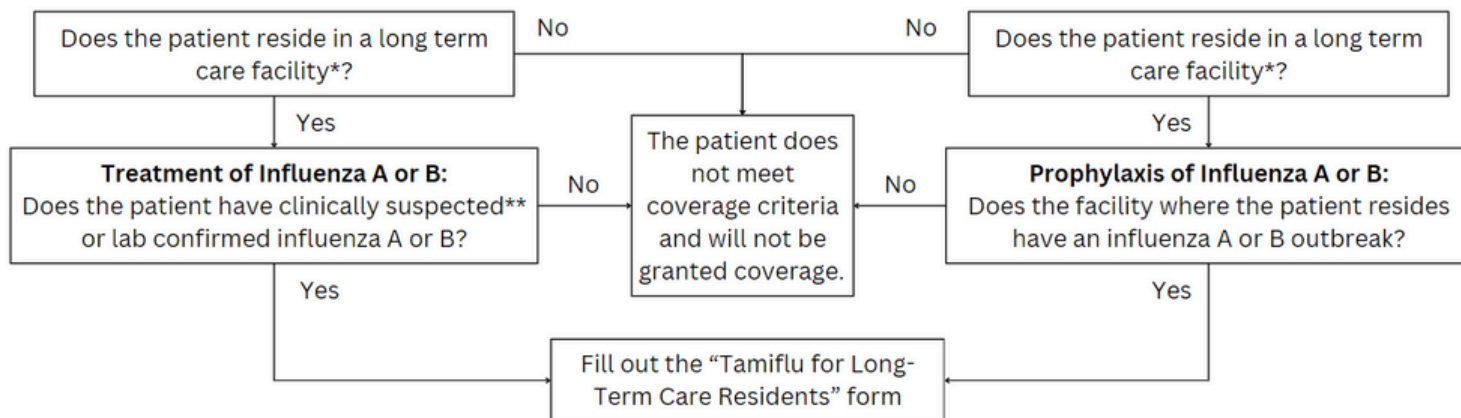 Does the patient reside in a long term
care facility*?
No
No
Does the patient reside in a long term
care facility*?
Yes
Yes
Treatment of Influenza A or B:
Does the patient have clinically suspected**
or lab confirmed influenza A or B?
No
The patient does
not meet
coverage criteria
and will not be
granted coverage.
No
Prophylaxis of Influenza A or B:
Does the facility where the patient resides
have an influenza A or B outbreak?
Yes
Yes
Fill out the “Tamiflu for Long-
Term Care Residents” form